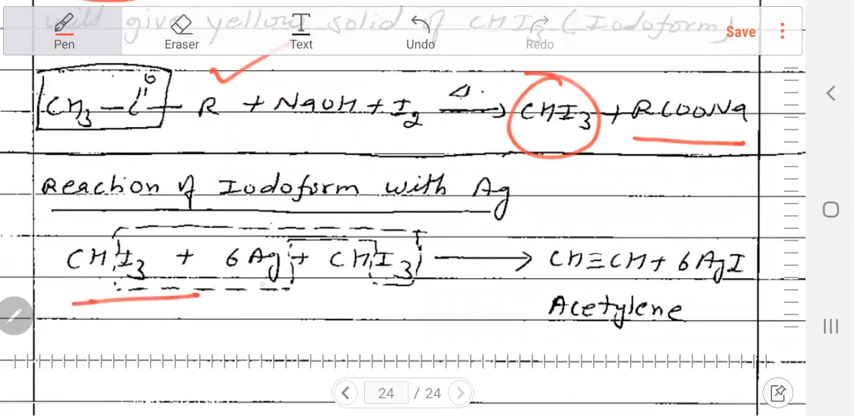 will give yellow solid of CHI3 (Iodoform)
Pen Eraser Text Undo Redo Save
CH3 - C - R + NaOH + I2 Δ → CHI3 + RCOONa
O
Reaction of Iodoform with Ag
CHI3 + 6Ag + CHI3 → CH≡CH + 6AgI
Acetylene
24 / 24